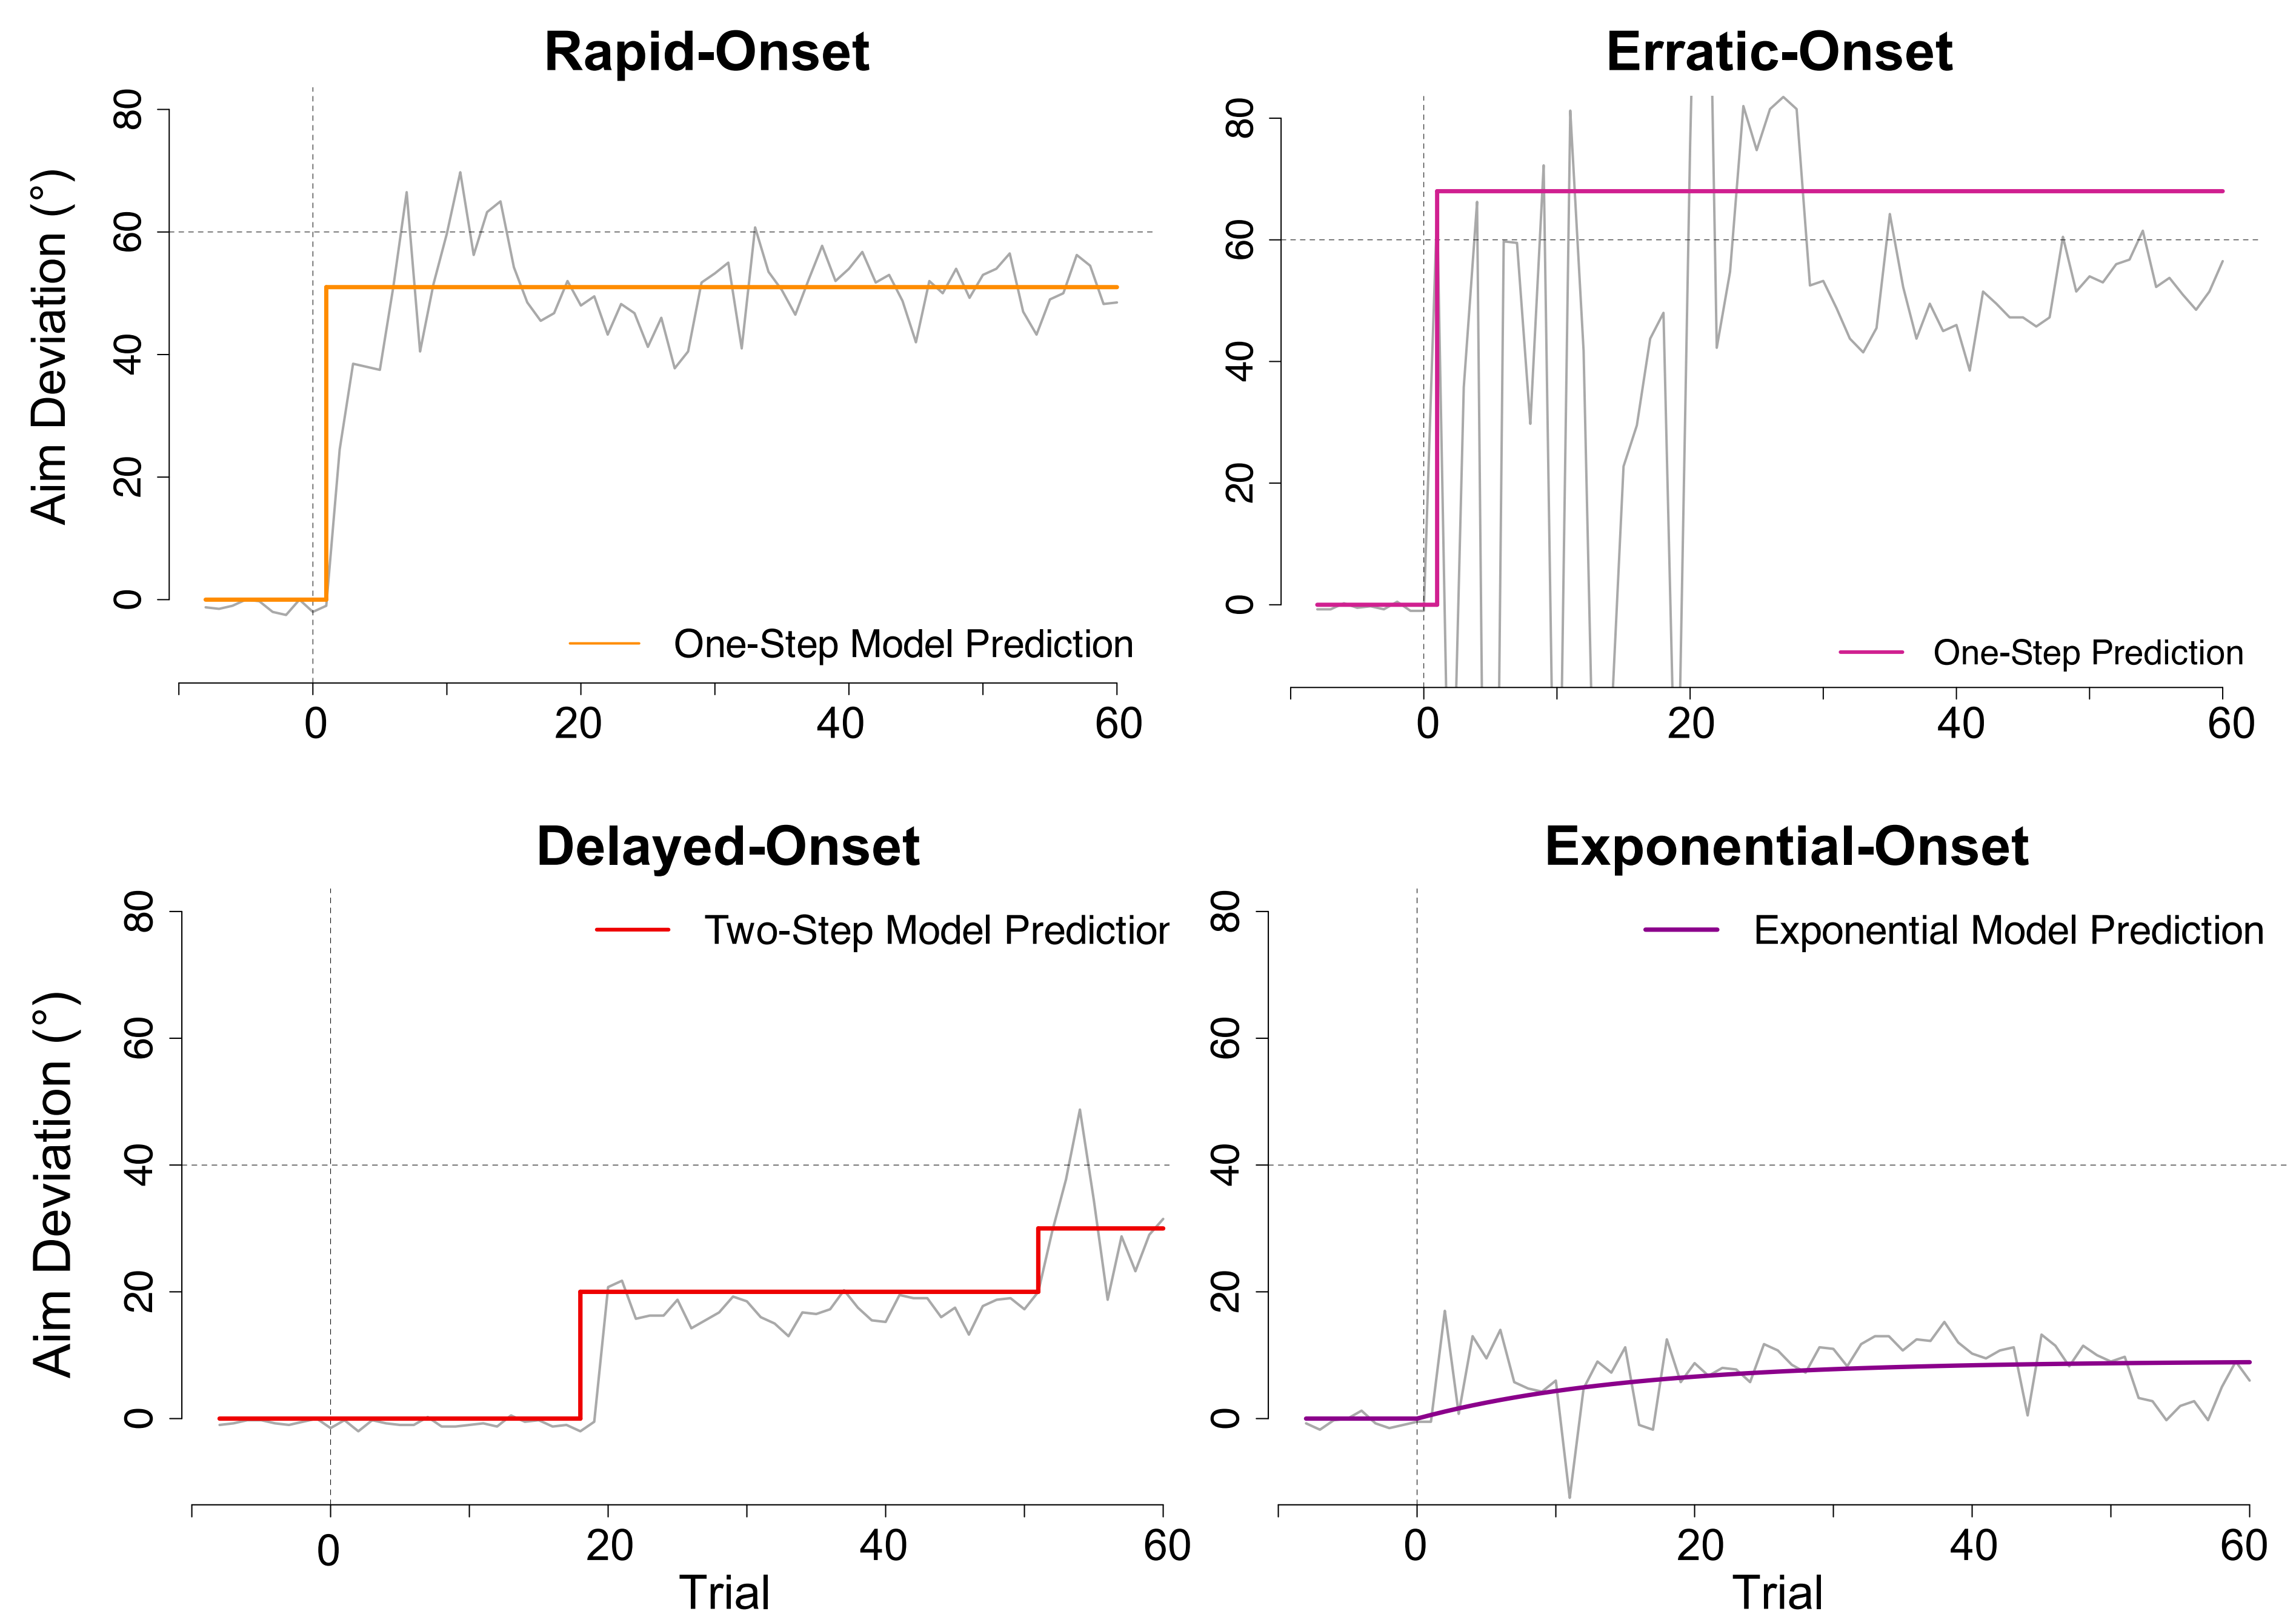 Rapid-Onset
Aim Deviation (°)
80
60
40
20
0
One-Step Model Prediction
0 20 40 60
Erratic-Onset
80
60
40
20
0
One-Step Prediction
0 20 40 60
Delayed-Onset
Aim Deviation (°)
80
60
40
20
0
Two-Step Model Predictior
0 20 40 60
Trial
Exponential-Onset
80
60
40
20
0
Exponential Model Prediction
0 20 40 60
Trial